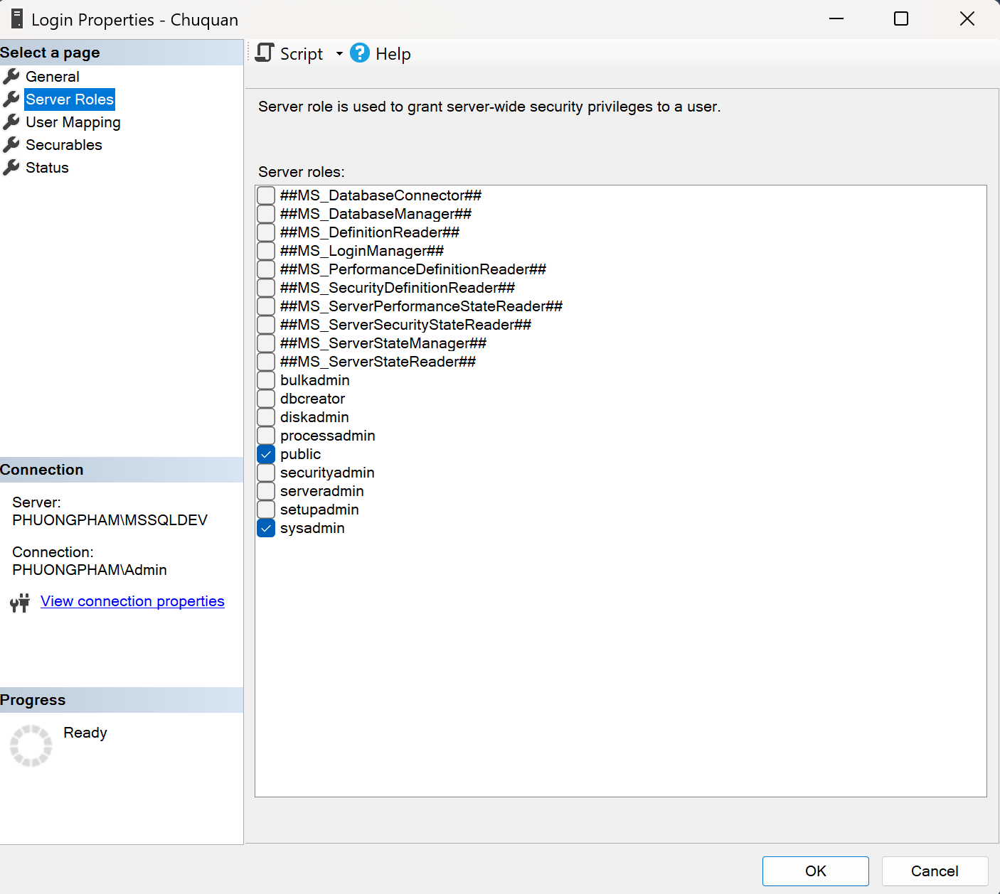 Login Properties - Chuquan
Select a page
General
Server Roles
User Mapping
Securables
Status
Connection
Server:
PHUONGPHAM\MSSQLDEV
Connection:
PHUONGPHAM\Admin
View connection properties
Progress
Ready
Script
Help
Server role is used to grant server-wide security privileges to a user.
Server roles:
##MS_DatabaseConnector##
##MS_DatabaseManager##
##MS_DefinitionReader##
##MS_LoginManager##
##MS_PerformanceDefinitionReader##
##MS_SecurityDefinitionReader##
##MS_ServerPerformanceStateReader##
##MS_ServerSecurityStateReader##
##MS_ServerStateManager##
##MS_ServerStateReader##
bulkadmin
dbcreator
diskadmin
processadmin
public
securityadmin
serveradmin
setupadmin
sysadmin
OK
Cancel